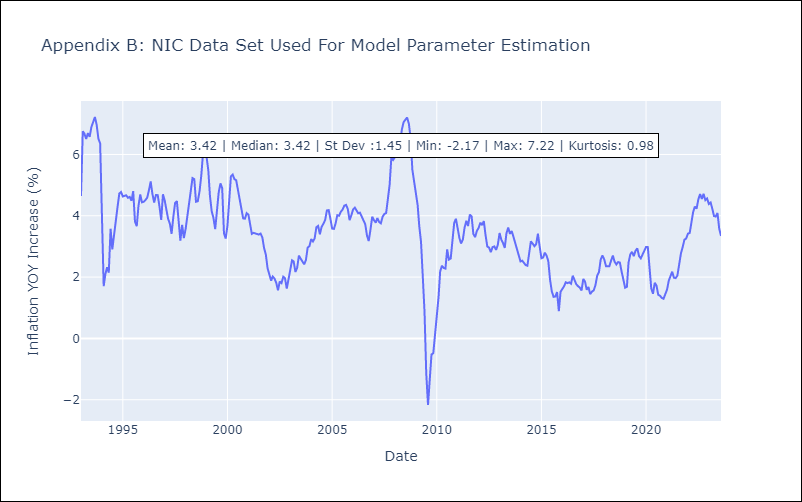 Appendix B: NIC Data Set Used For Model Parameter Estimation
Mean: 3.42 | Median: 3.42 | St Dev :1.45 | Min: -2.17 | Max: 7.22 | Kurtosis: 0.98
Inflation YOY Increase (%)
6
4
2
0
−2
1995
2000
2005
2010
2015
2020
Date